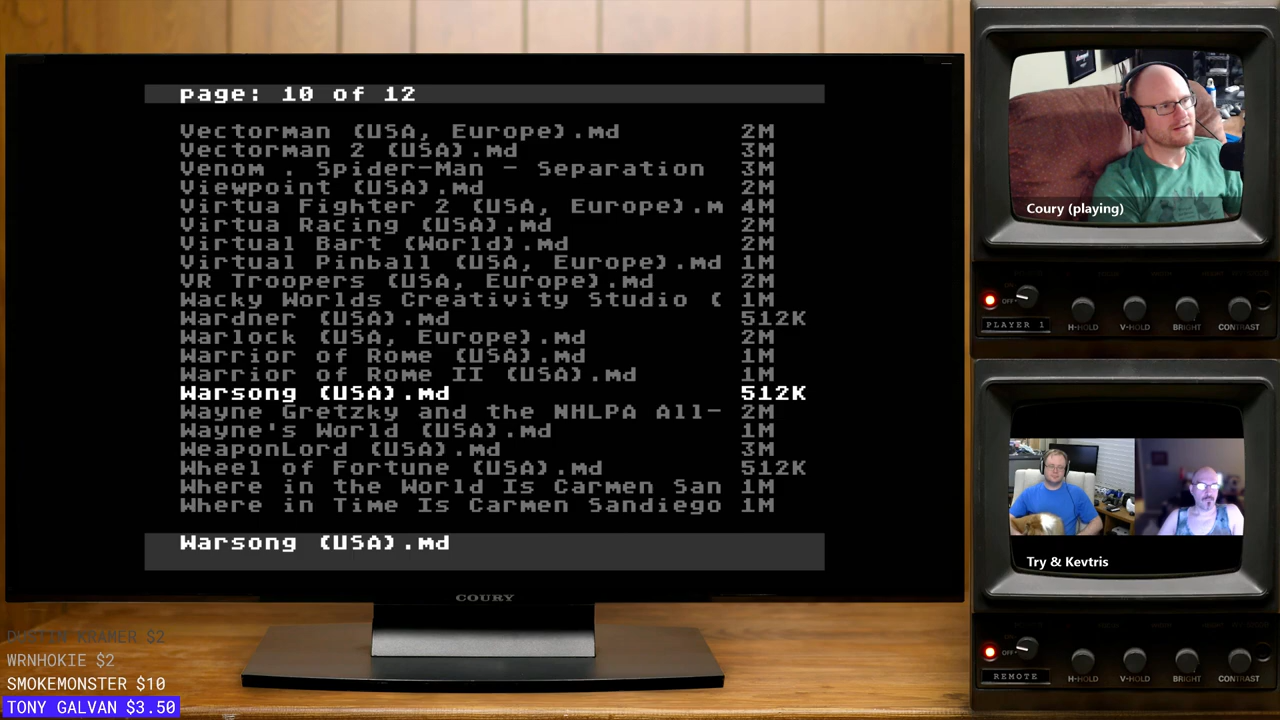 page: 10 of 12
Vectorman (USA, Europe).md 2M
Vectorman 2 (USA).md 3M
Venom . Spider-Man - Separation 3M
Viewpoint (USA).md 2M
Virtua Fighter 2 (USA, Europe).m 4M
Virtua Racing (USA).md 2M
Virtual Bart (World).md 2M
Virtual Pinball (USA, Europe).md 1M
VR Troopers (USA, Europe).md 2M
Wacky Worlds Creativity Studio ( 1M
Wardner (USA).md 512K
Warlock (USA, Europe).md 2M
Warrior of Rome (USA).md 1M
Warrior of Rome II (USA).md 1M
Warsong (USA).md 512K
Wayne Gretzky and the NHLPA All- 2M
Wayne's World (USA).md 1M
WeaponLord (USA).md 3M
Wheel of Fortune (USA).md 512K
Where in the World Is Carmen San 1M
Where in Time Is Carmen Sandiego 1M
Warsong (USA).md
COURY
KRAMER $2
WRNHOKIE $2
SMOKEMONSTER $10
TONY GALVAN $3.50
Coury (playing)
OFF
PLAYER 1
H-HOLD V-HOLD BRIGHT CONTRAST
Try & Kevtris
OFF
REMOTE
H-HOLD V-HOLD BRIGHT CONTRAST